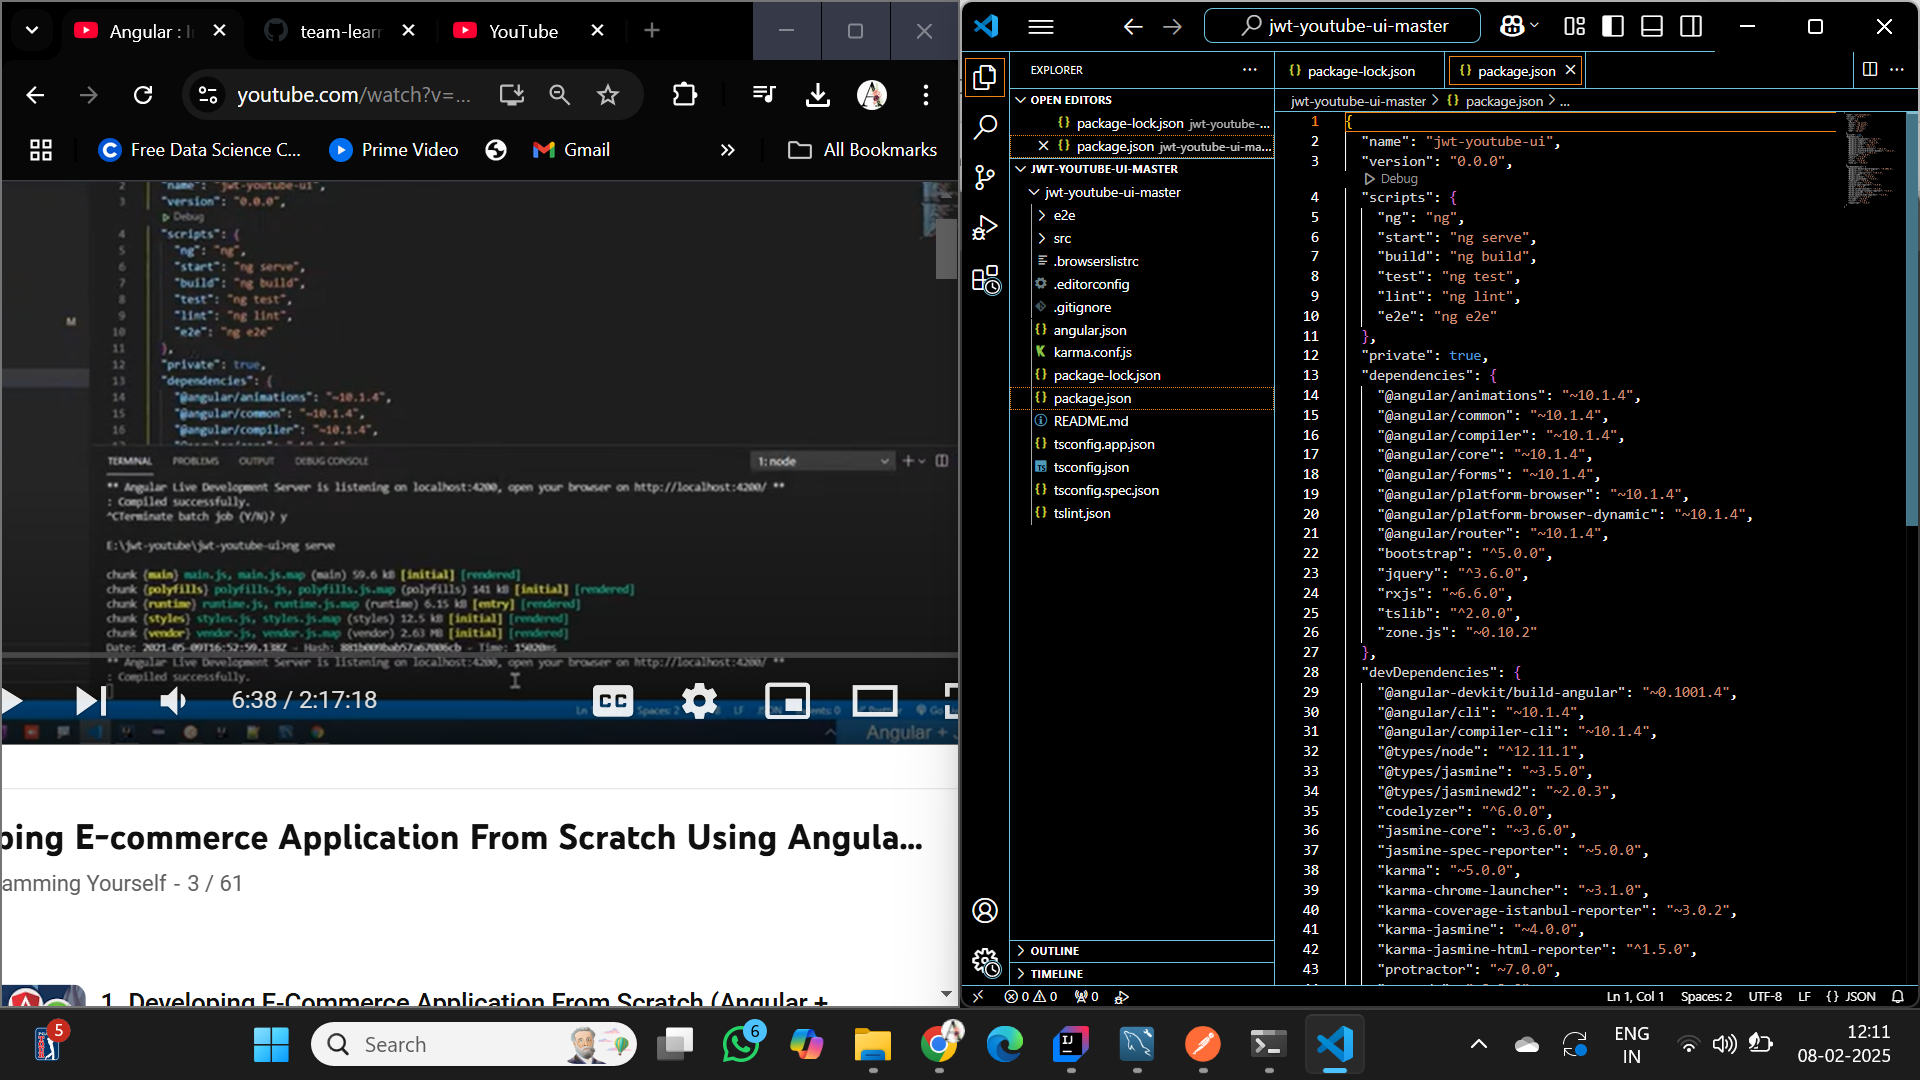 Angular : I
team-learn
YouTube
youtube.com/watch?v=...
Free Data Science C...
Prime Video
Gmail
All Bookmarks
2 "name": "jwt-youtube-ui",
3 "version": "0.0.0",
Debug
4 "scripts": {
5 "ng": "ng",
6 "start": "ng serve",
7 "build": "ng build",
8 "test": "ng test",
9 "lint": "ng lint",
10 "e2e": "ng e2e"
11 },
12 "private": true,
13 "dependencies": {
14 "@angular/animations": "~10.1.4",
15 "@angular/common": "~10.1.4",
16 "@angular/compiler": "~10.1.4",
M
TERMINAL PROBLEMS OUTPUT DEBUG CONSOLE
1: node
** Angular Live Development Server is listening on localhost:4200, open your browser on http://localhost:4200/ **
: Compiled successfully.
^CTerminate batch job (Y/N)? y
E:\jwt-youtube\jwt-youtube-ui>ng serve
chunk {main} main.js, main.js.map (main) 59.6 kB [initial] [rendered]
chunk {polyfills} polyfills.js, polyfills.js.map (polyfills) 141 kB [initial] [rendered]
chunk {runtime} runtime.js, runtime.js.map (runtime) 6.15 kB [entry] [rendered]
chunk {styles} styles.js, styles.js.map (styles) 12.5 kB [initial] [rendered]
chunk {vendor} vendor.js, vendor.js.map (vendor) 2.63 MB [initial] [rendered]
Date: 2021-05-09T16:52:59.138Z - Hash: - Time: 15020ms
** Angular Live Development Server is listening on localhost:4200, open your browser on http://localhost:4200/ **
: Compiled successfully.
6:38 / 2:17:18
CC
Angular +
ping E-commerce Application From Scratch Using Angula...
amming Yourself - 3 / 61
1. Developing E-Commerce Application From Scratch (Angular +
jwt-youtube-ui-master
EXPLORER
OPEN EDITORS
package-lock.json jwt-youtube-...
package.json jwt-youtube-ui-ma...
JWT-YOUTUBE-UI-MASTER
jwt-youtube-ui-master
e2e
src
.browserslistrc
.editorconfig
.gitignore
angular.json
karma.conf.js
package-lock.json
package.json
README.md
tsconfig.app.json
tsconfig.json
tsconfig.spec.json
tslint.json
OUTLINE
TIMELINE
package-lock.json
package.json
jwt-youtube-ui-master > {} package.json > ...
1 {
2 "name": "jwt-youtube-ui",
3 "version": "0.0.0",
Debug
4 "scripts": {
5 "ng": "ng",
6 "start": "ng serve",
7 "build": "ng build",
8 "test": "ng test",
9 "lint": "ng lint",
10 "e2e": "ng e2e"
11 },
12 "private": true,
13 "dependencies": {
14 "@angular/animations": "~10.1.4",
15 "@angular/common": "~10.1.4",
16 "@angular/compiler": "~10.1.4",
17 "@angular/core": "~10.1.4",
18 "@angular/forms": "~10.1.4",
19 "@angular/platform-browser": "~10.1.4",
20 "@angular/platform-browser-dynamic": "~10.1.4",
21 "@angular/router": "~10.1.4",
22 "bootstrap": "^5.0.0",
23 "jquery": "^3.6.0",
24 "rxjs": "~6.6.0",
25 "tslib": "^2.0.0",
26 "zone.js": "~0.10.2"
27 },
28 "devDependencies": {
29 "@angular-devkit/build-angular": "~0.1001.4",
30 "@angular/cli": "~10.1.4",
31 "@angular/compiler-cli": "~10.1.4",
32 "@types/node": "^12.11.1",
33 "@types/jasmine": "~3.5.0",
34 "@types/jasminewd2": "~2.0.3",
35 "codelyzer": "^6.0.0",
36 "jasmine-core": "~3.6.0",
37 "jasmine-spec-reporter": "~5.0.0",
38 "karma": "~5.0.0",
39 "karma-chrome-launcher": "~3.1.0",
40 "karma-coverage-istanbul-reporter": "~3.0.2",
41 "karma-jasmine": "~4.0.0",
42 "karma-jasmine-html-reporter": "^1.5.0",
43 "protractor": "~7.0.0",
0 0 0
Ln 1, Col 1 Spaces: 2 UTF-8 LF {} JSON
5
Search
6
ENG
IN
12:11
08-02-2025